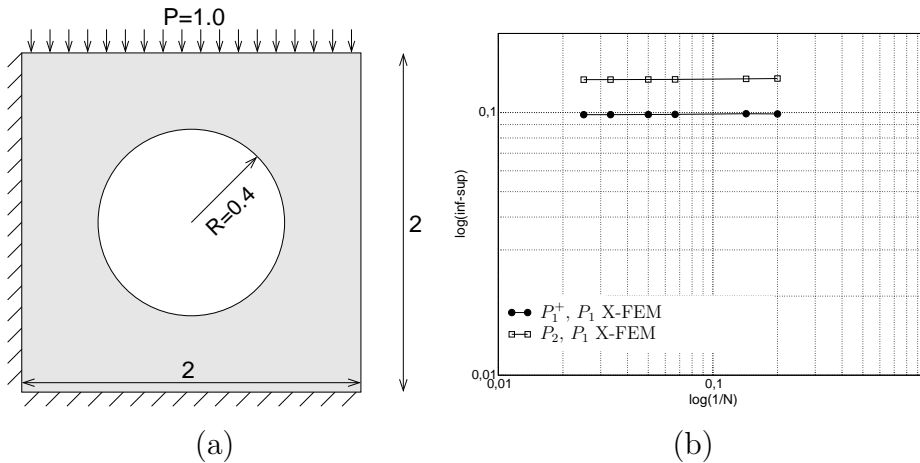 P=1.0
R=0.4
2
2
(a)
0,1
0,01
0,01
0,1
log(inf-sup)
log(1/N)
P₁⁺, P₁ X-FEM
P₂, P₁ X-FEM
(b)